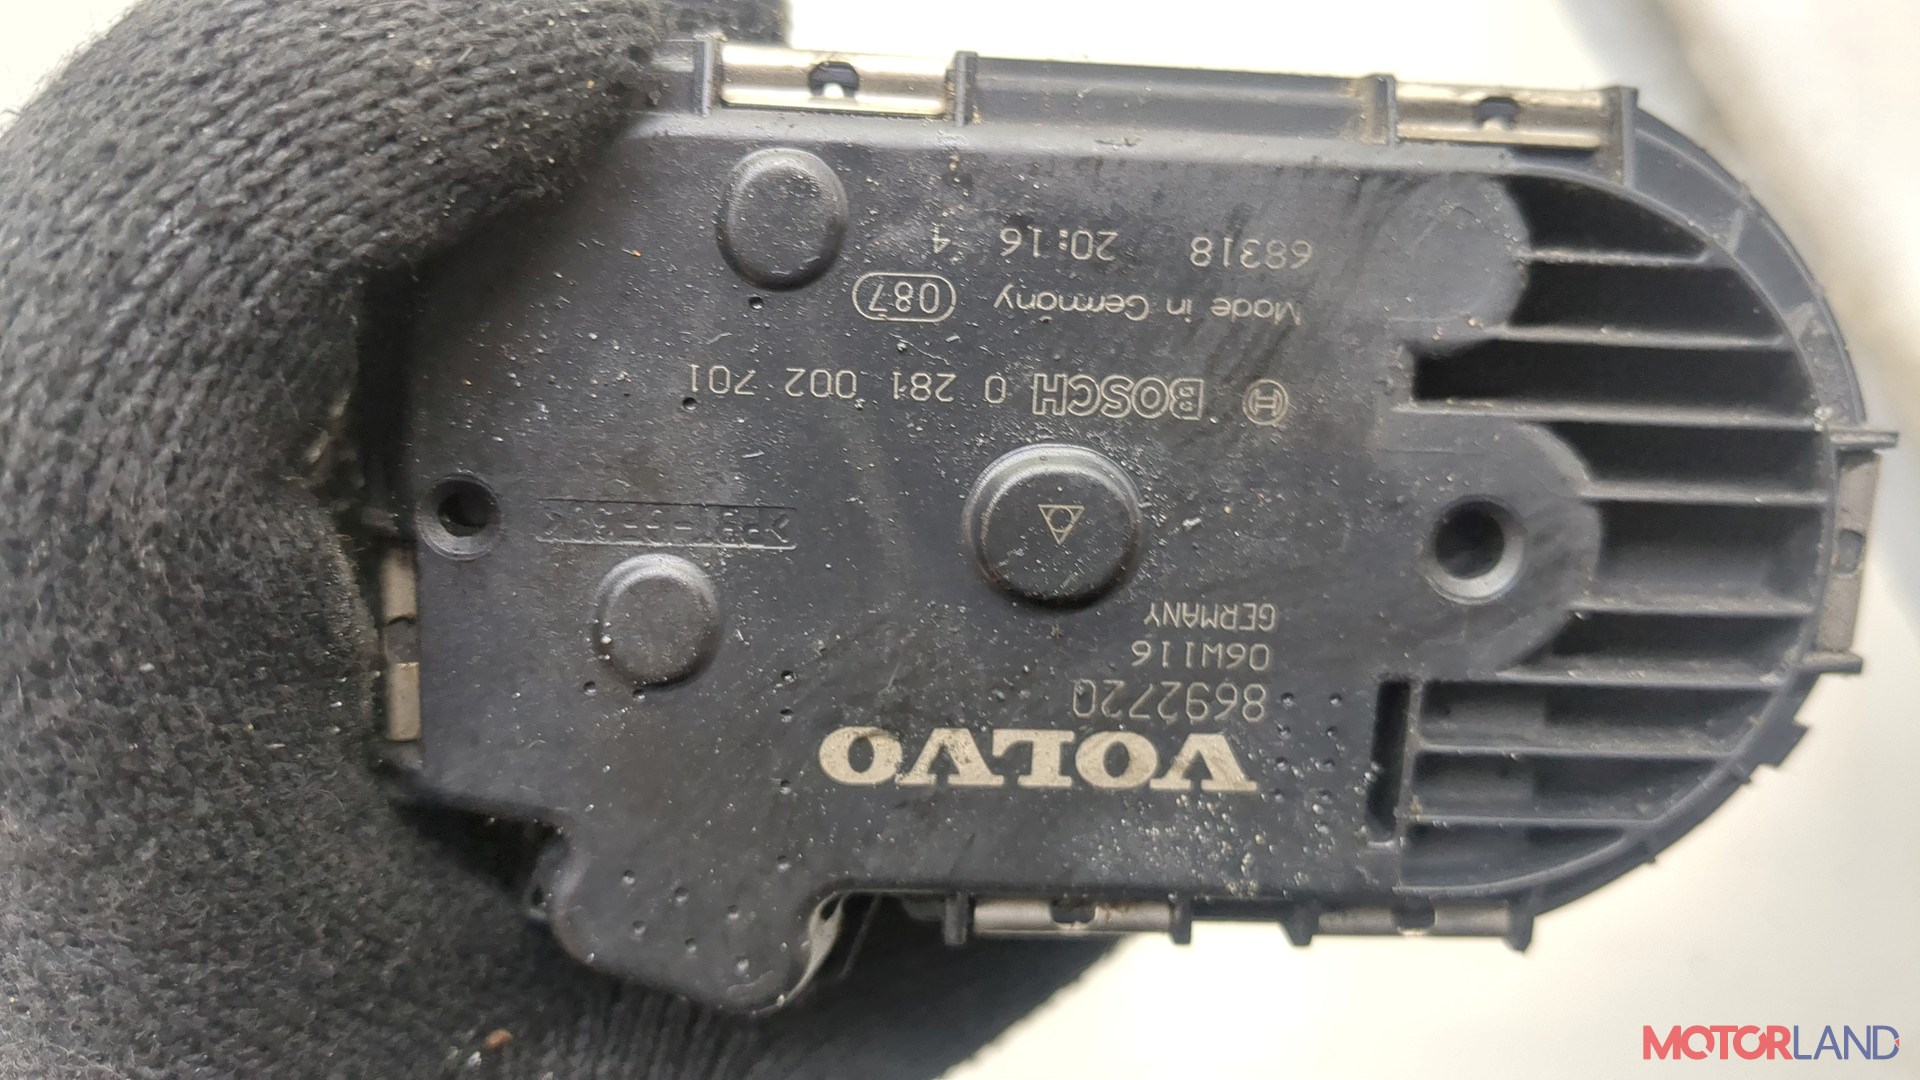 VOLVO
8692720
06W116
GERMANY
BOSCH 0 281 002 701
Made in Germany 087
68318 20:16 4
MOTORLAND